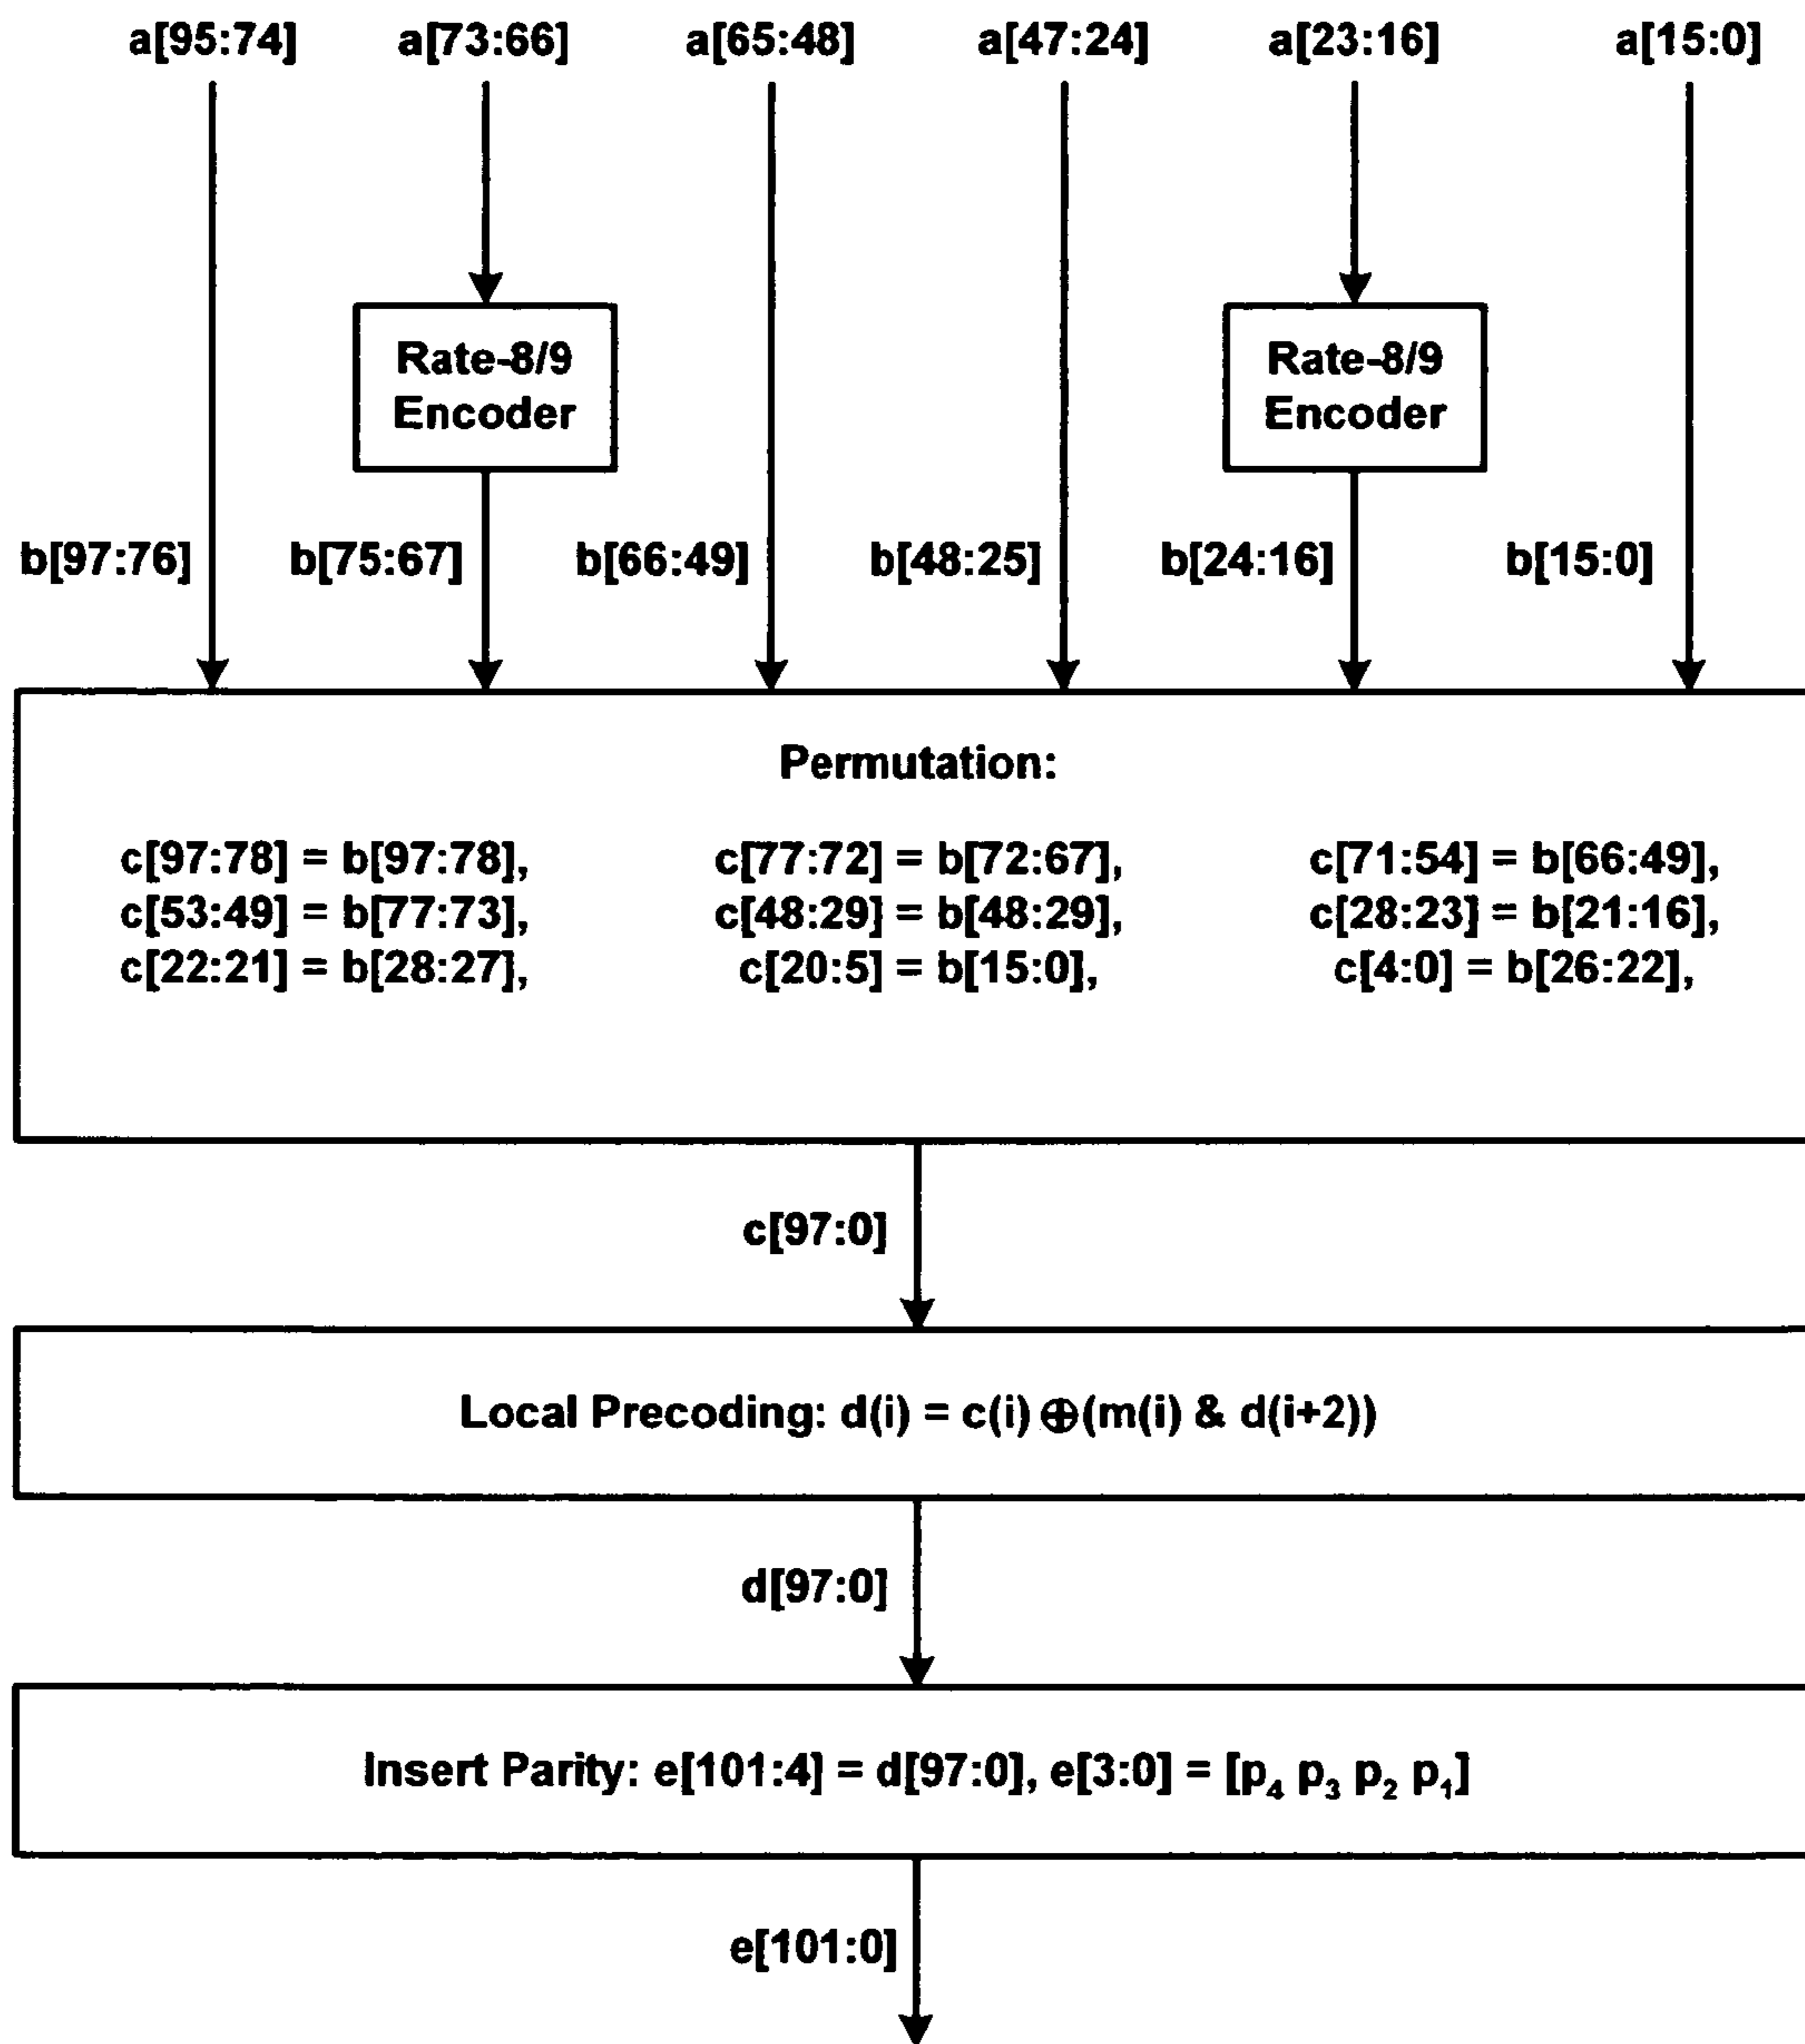 a[95:74] a[73:66] a[65:48] a[47:24] a[23:16] a[15:0]
Rate-8/9 Encoder
Rate-8/9 Encoder
b[97:76] b[75:67] b[66:49] b[48:25] b[24:16] b[15:0]
Permutation:
c[97:78] = b[97:78], c[77:72] = b[72:67], c[71:54] = b[66:49],
c[53:49] = b[77:73], c[48:29] = b[48:29], c[28:23] = b[21:16],
c[22:21] = b[28:27], c[20:5] = b[15:0], c[4:0] = b[26:22],
c[97:0]
Local Precoding: d(i) = c(i) ⊕ (m(i) & d(i+2))
d[97:0]
Insert Parity: e[101:4] = d[97:0], e[3:0] = [p₄ p₃ p₂ p₁]
e[101:0]